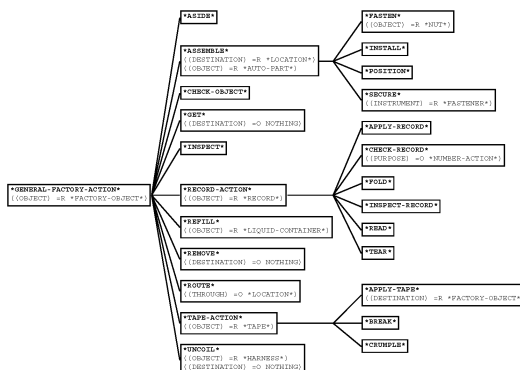 *ASIDE*
*ASSEMBLE*
((DESTINATION) =R *LOCATION*)
((OBJECT) =R *AUTO-PART*)
*CHECK-OBJECT*
*GET*
((DESTINATION) =O NOTHING)
*INSPECT*
*GENERAL-FACTORY-ACTION*
((OBJECT) =R *FACTORY-OBJECT*)
*RECORD-ACTION*
((OBJECT) =R *RECORD*)
*REFILL*
((OBJECT) =R *LIQUID-CONTAINER*)
*REMOVE*
((DESTINATION) =O NOTHING)
*ROUTE*
((THROUGH) =O *LOCATION*)
*TAPE-ACTION*
((OBJECT) =R *TAPE*)
*UNCOIL*
((OBJECT) =R *HARNESS*)
((DESTINATION) =O NOTHING)
*FASTEN*
((OBJECT) =R *NUT*)
*INSTALL*
*POSITION*
*SECURE*
((INSTRUMENT) =R *FASTENER*)
*APPLY-RECORD*
*CHECK-RECORD*
((PURPOSE) =O *NUMBER-ACTION*)
*FOLD*
*INSPECT-RECORD*
*READ*
*TEAR*
*APPLY-TAPE*
((DESTINATION) =R *FACTORY-OBJECT*
*BREAK*
*CRUMPLE*